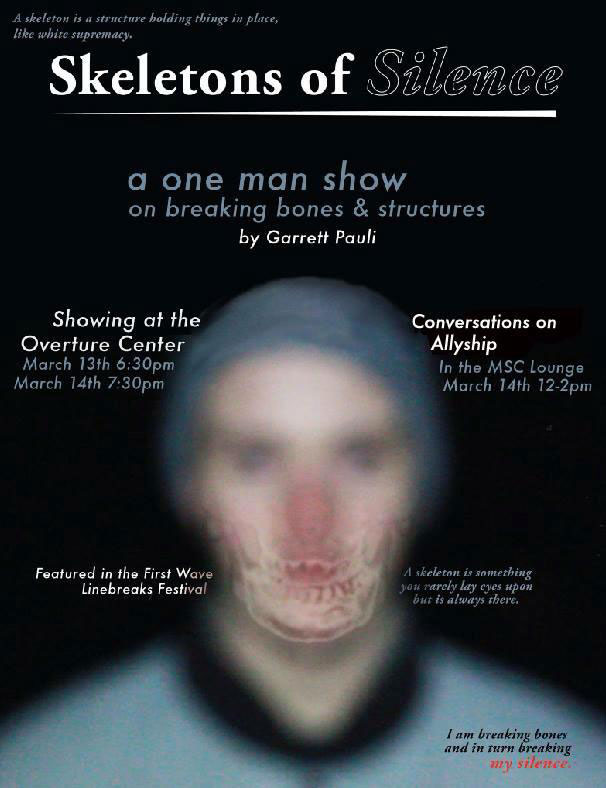 A skeleton is a structure holding things in place,
like white supremacy.
Skeletons of Silence
a one man show
on breaking bones & structures
by Garrett Pauli
Showing at the
Overture Center
March 13th 6:30pm
March 14th 7:30pm
Conversations on
Allyship
In the MSC Lounge
March 14th 12-2pm
Featured in the First Wave
Linebreaks Festival
A skeleton is something
you rarely lay eyes upon
but is always there.
I am breaking bones
and in turn breaking
my silence.